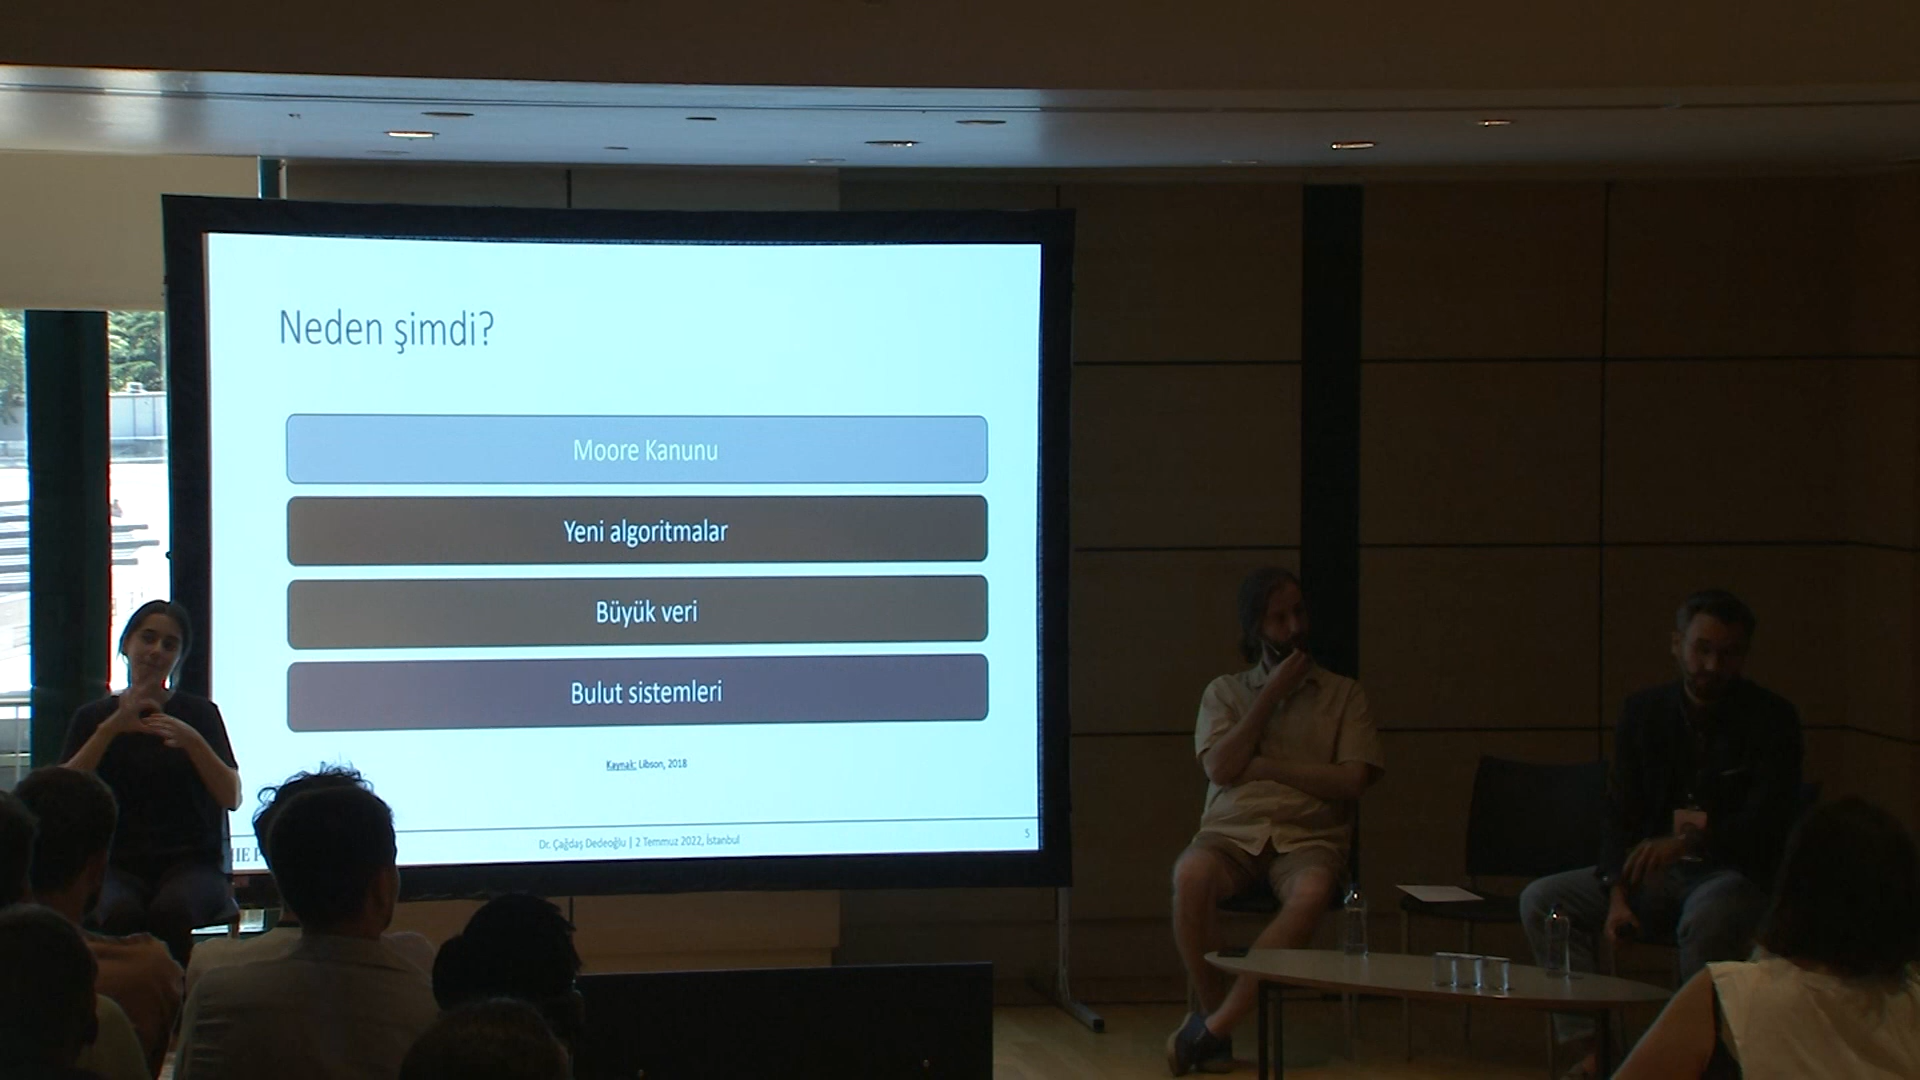 Neden şimdi?
Moore Kanunu
Yeni algoritmalar
Büyük veri
Bulut sistemleri
Kaynak: Libson, 2018
Dr. Çağdaş Dedeoğlu | 2 Temmuz 2022, İstanbul
5